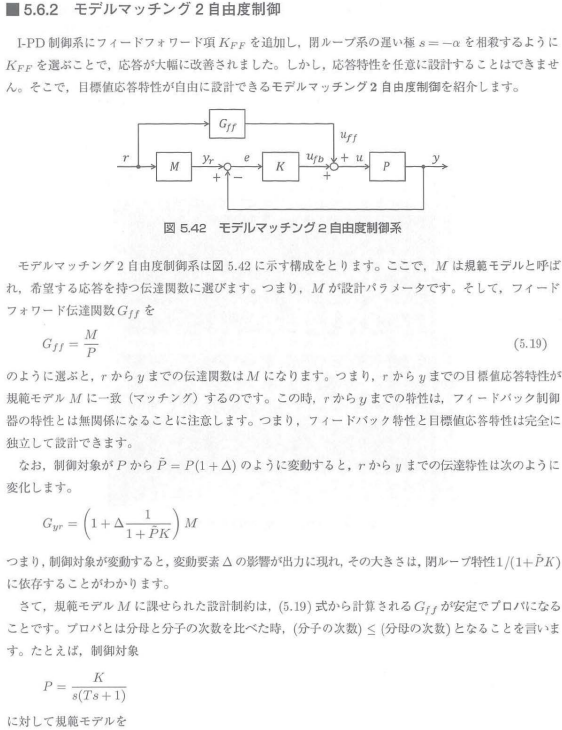 ■5.6.2 モデルマッチング2自由度制御
I-PD制御系にフィードフォワード項 K_{FF} を追加し，閉ループ系の遅い極 s = −α を相殺するように
K_{FF} を選ぶことで，応答が大幅に改善されました。しかし，応答特性を任意に設計することはできませ
ん。そこで，目標値応答特性が自由に設計できるモデルマッチング2自由度制御を紹介します。
G_{ff}
u_{ff}
r M y_r e K u_{fb} + u P y
+ − +
図 5.42 モデルマッチング2自由度制御系
モデルマッチング2自由度制御系は図 5.42 に示す構成をとります。ここで，M は規範モデルと呼ば
れ，希望する応答を持つ伝達関数に選びます。つまり，M が設計パラメータです。そして，フィード
フォワード伝達関数 G_{ff} を
G_{ff} = \frac{M}{P} (5.19)
のように選ぶと，r から y までの伝達関数は M になります。つまり，r から y までの目標値応答特性が
規範モデル M に一致（マッチング）するのです。この時，r から y までの特性は，フィードバック制御
器の特性とは無関係になることに注意します。つまり，フィードバック特性と目標値応答特性は完全に
独立して設計できます。
なお，制御対象が P から \tilde{P} = P(1 + Δ) のように変動すると，r から y までの伝達特性は次のように
変化します。
G_{yr} = \left(1 + Δ\frac{1}{1 + \tilde{P}K}\right) M
つまり，制御対象が変動すると，変動要素 Δ の影響が出力に現れ，その大きさは，閉ループ特性 1/(1+\tilde{P}K)
に依存することがわかります。
さて，規範モデル M に課せられた設計制約は，(5.19) 式から計算される G_{ff} が安定でプロパになる
ことです。プロパとは分母と分子の次数を比べた時，(分子の次数) ≤ (分母の次数) となることを言いま
す。たとえば，制御対象
P = \frac{K}{s(Ts + 1)}
に対して規範モデルを